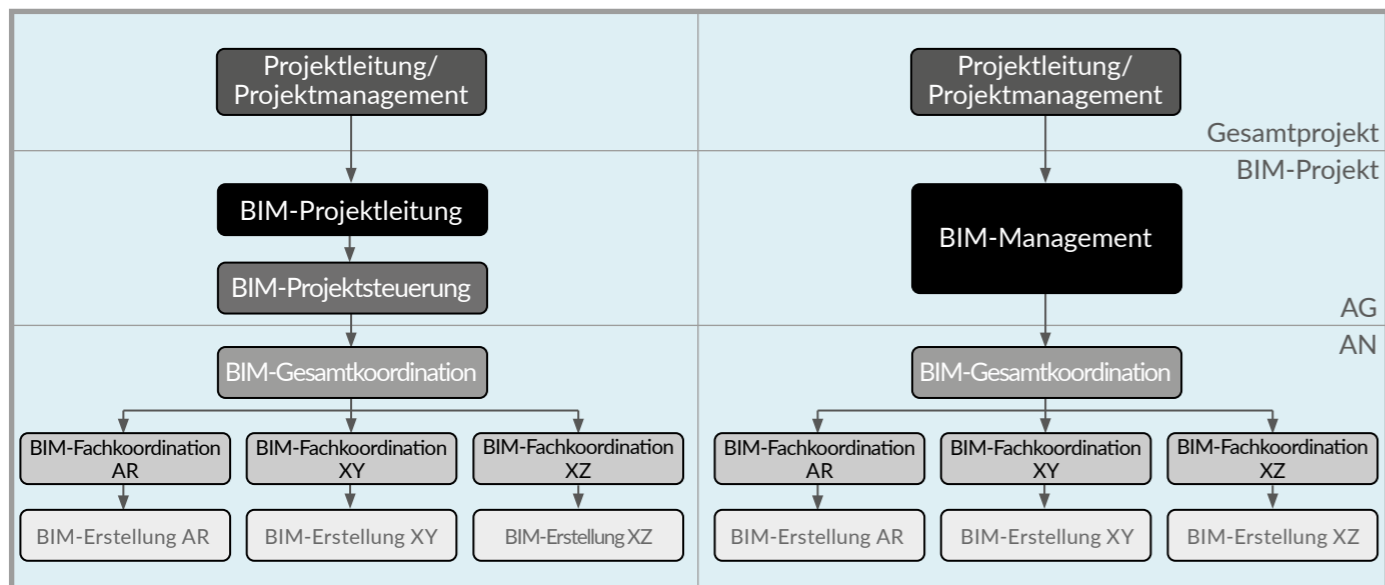 Projektleitung/
Projektmanagement
Projektleitung/
Projektmanagement
Gesamtprojekt
BIM-Projekt
BIM-Projektleitung
BIM-Management
BIM-Projektsteuerung
AG
AN
BIM-Gesamtkoordination
BIM-Gesamtkoordination
BIM-Fachkoordination
AR
BIM-Fachkoordination
XY
BIM-Fachkoordination
XZ
BIM-Fachkoordination
AR
BIM-Fachkoordination
XY
BIM-Fachkoordination
XZ
BIM-Erstellung AR
BIM-Erstellung XY
BIM-Erstellung XZ
BIM-Erstellung AR
BIM-Erstellung XY
BIM-Erstellung XZ